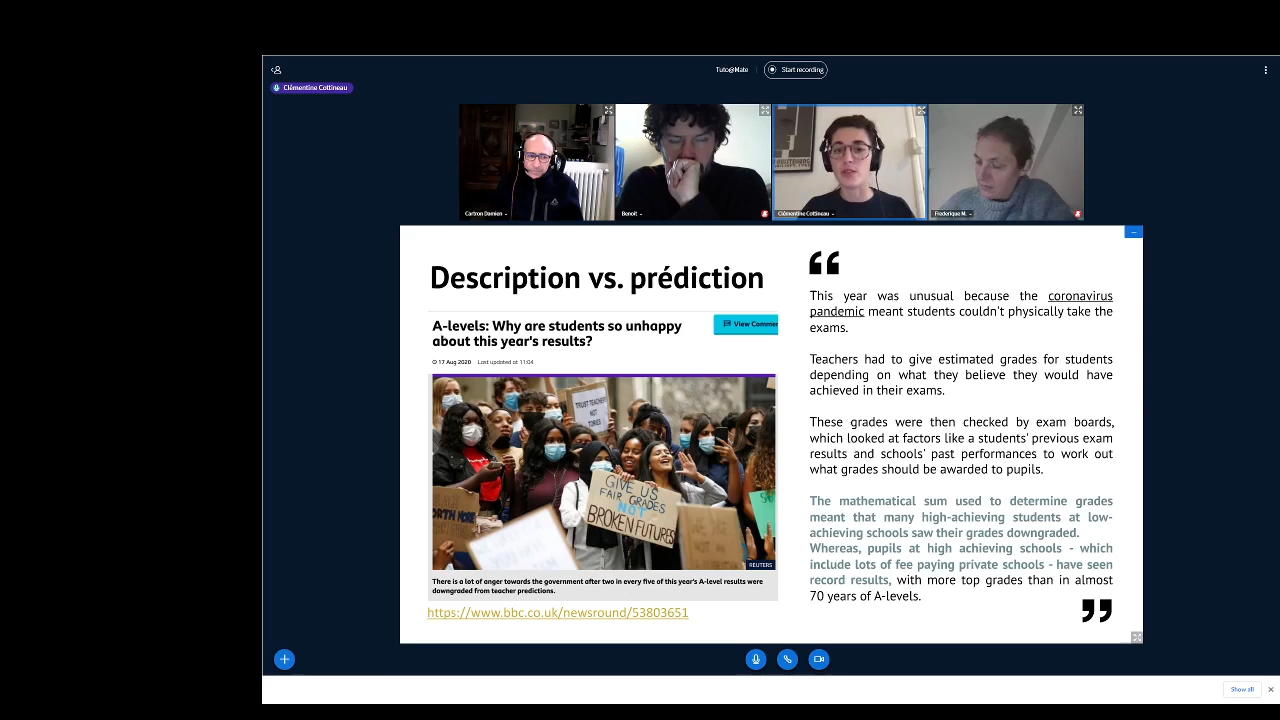 Tuto@Mate
Start recording
Clémentine Cottineau
Cartron Damien
Benoit
Clémentine Cottineau
Frederique M.
Description vs. prédiction
A-levels: Why are students so unhappy
about this year's results?
View Commen
17 Aug 2020 Last updated at 11:04
TRUST TEACHERS
NOT
TORIES
GIVE US
FAIR GRADES
NOT
BROKEN FUTURES
REUTERS
There is a lot of anger towards the government after two in every five of this year's A-level results were
downgraded from teacher predictions.
https://www.bbc.co.uk/newsround/53803651
“
This year was unusual because the coronavirus
pandemic meant students couldn't physically take the
exams.
Teachers had to give estimated grades for students
depending on what they believe they would have
achieved in their exams.
These grades were then checked by exam boards,
which looked at factors like a students' previous exam
results and schools' past performances to work out
what grades should be awarded to pupils.
The mathematical sum used to determine grades
meant that many high-achieving students at low-
achieving schools saw their grades downgraded.
Whereas, pupils at high achieving schools - which
include lots of fee paying private schools - have seen
record results, with more top grades than in almost
70 years of A-levels.
”
Show all